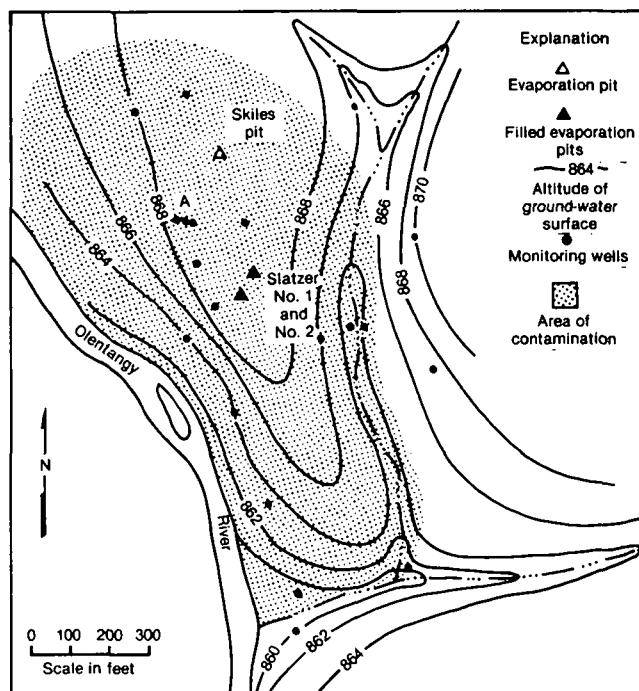 Explanation
Evaporation pit
Filled evaporation
pits
864
Altitude of
ground-water
surface
Monitoring wells
Area of
contamination
Skiles
pit
A
868
866
864
868
866
870
868
Slatzer
No. 1
and
No. 2
Olentangy
River
862
N
860
862
864
0 100 200 300
Scale in feet